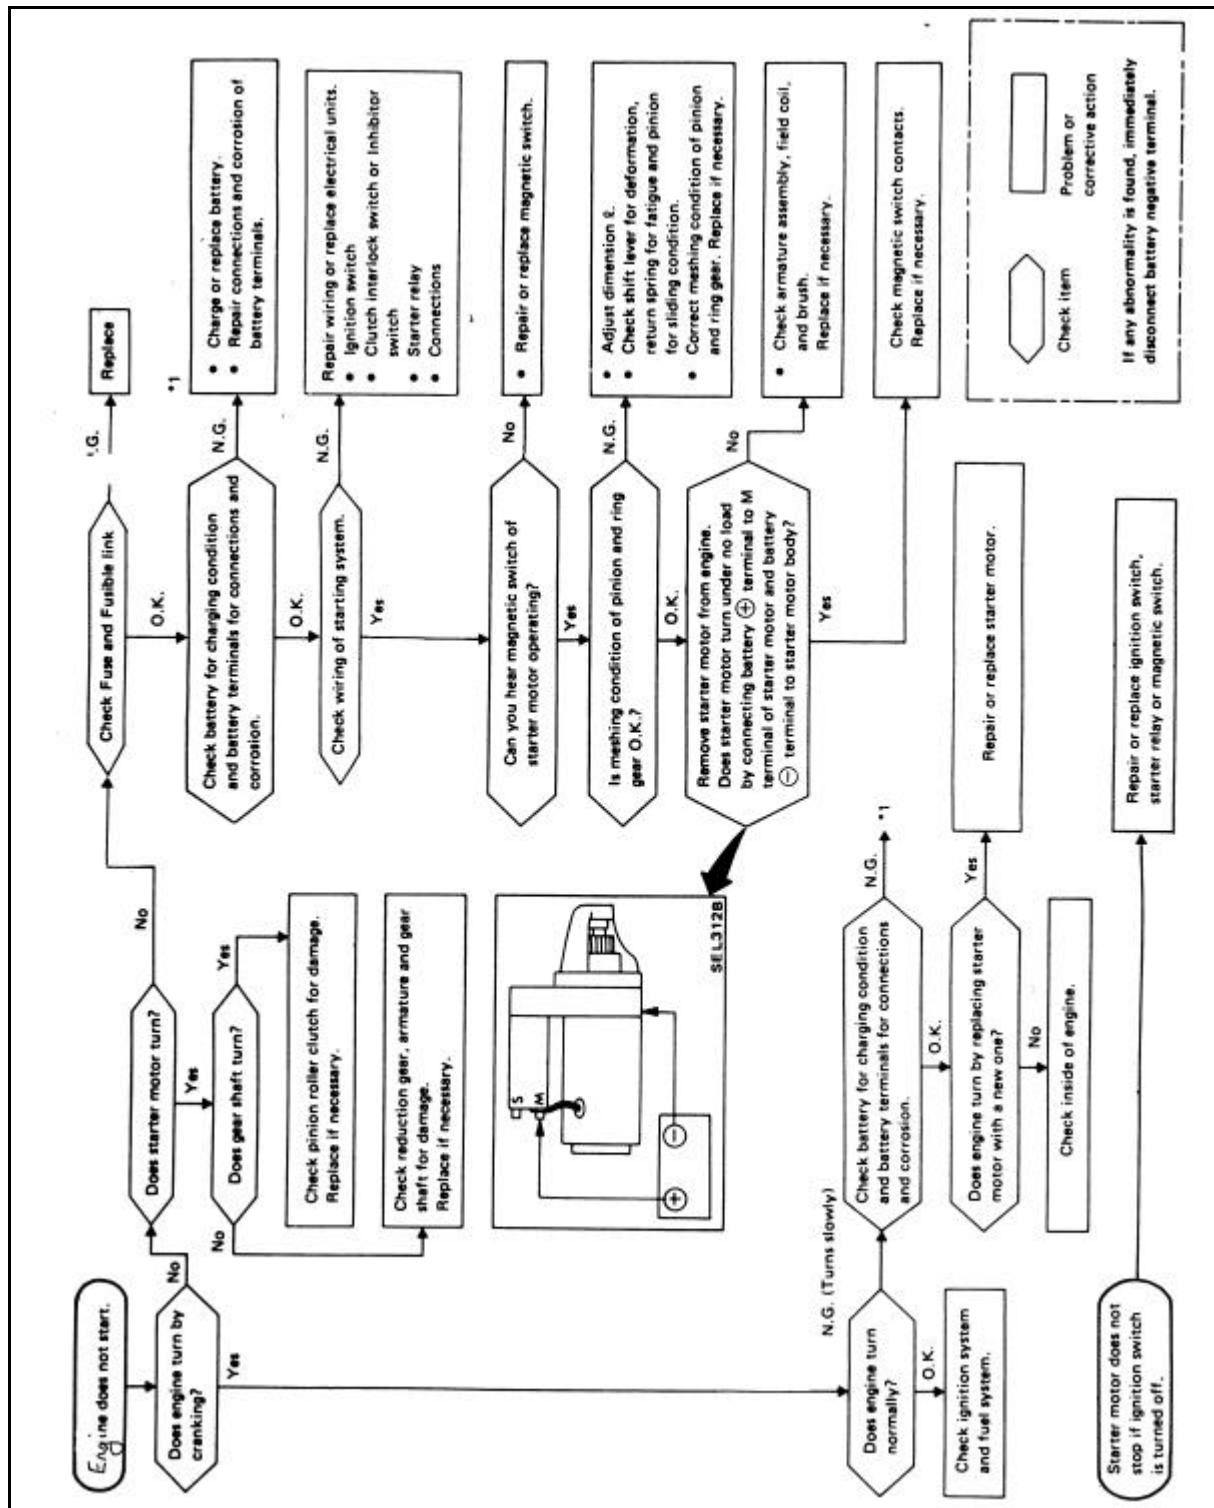 Engine does not start.
Does engine turn by
cranking?
No
Yes
Does starter motor turn?
No
Yes
Does gear shaft turn?
Yes
No
Check pinion roller clutch for damage.
Replace if necessary.
Check reduction gear, armature and gear
shaft for damage.
Replace if necessary.
Check Fuse and Fusible link
N.G.
Replace
O.K.
Check battery for charging condition
and battery terminals for connections and
corrosion.
N.G.
*1
● Charge or replace battery.
● Repair connections and corrosion of
battery terminals.
O.K.
Check wiring of starting system.
N.G.
Repair wiring or replace electrical units.
● Ignition switch
● Clutch interlock switch or Inhibitor
switch
● Starter relay
● Connections
Yes
Can you hear magnetic switch of
starter motor operating?
No
● Repair or replace magnetic switch.
Yes
Is meshing condition of pinion and ring
gear O.K.?
N.G.
● Adjust dimension ℓ.
● Check shift lever for deformation,
return spring for fatigue and pinion
for sliding condition.
● Correct meshing condition of pinion
and ring gear. Replace if necessary.
O.K.
Remove starter motor from engine.
Does starter motor turn under no load
by connecting battery ⊕ terminal to M
terminal of starter motor and battery
⊖ terminal to starter motor body?
No
● Check armature assembly, field coil,
and brush.
Replace if necessary.
Yes
Check magnetic switch contacts.
Replace if necessary.
S
M
⊕
⊖
SEL312B
Does engine turn
normally?
N.G. (Turns slowly)
O.K.
Check ignition system
and fuel system.
Check battery for charging condition
and battery terminals for connections
and corrosion.
N.G.
*1
O.K.
Does engine turn by replacing starter
motor with a new one?
Yes
Repair or replace starter motor.
No
Check inside of engine.
Starter motor does not
stop if ignition switch
is turned off.
Repair or replace ignition switch,
starter relay or magnetic switch.
Check item
Problem or
corrective action
If any abnormality is found, immediately
disconnect battery negative terminal.